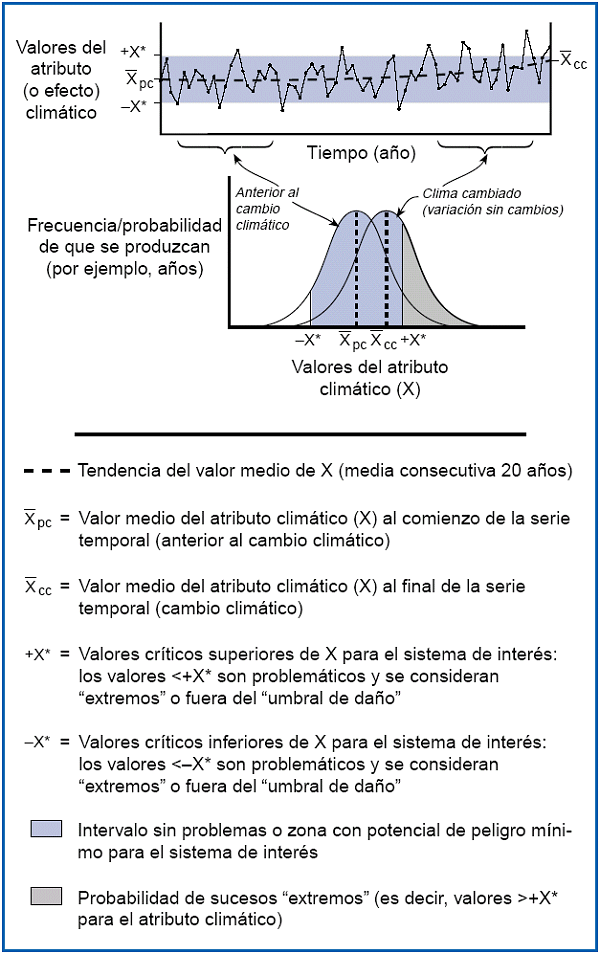 Valores del
atributo
(o efecto)
climático
+X*
X̅pc
–X*
X̅cc
Tiempo (año)
Anterior al
cambio
climático
Clima cambiado
(variación sin cambios)
Frecuencia/probabilidad
de que se produzcan
(por ejemplo, años)
–X* X̅pc X̅cc +X*
Valores del atributo
climático (X)
Tendencia del valor medio de X (media consecutiva 20 años)
X̅pc = Valor medio del atributo climático (X) al comienzo de la serie
temporal (anterior al cambio climático)
X̅cc = Valor medio del atributo climático (X) al final de la serie
temporal (cambio climático)
+X* = Valores críticos superiores de X para el sistema de interés:
los valores <+X* son problemáticos y se consideran
“extremos” o fuera del “umbral de daño”
–X* = Valores críticos inferiores de X para el sistema de interés:
los valores <–X* son problemáticos y se consideran
“extremos” o fuera del “umbral de daño”
Intervalo sin problemas o zona con potencial de peligro míni-
mo para el sistema de interés
Probabilidad de sucesos “extremos” (es decir, valores >+X*
para el atributo climático)